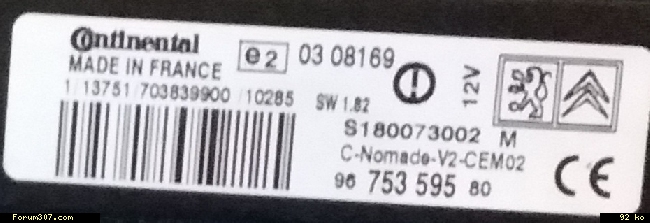 Continental
MADE IN FRANCE
e2 03 08169
1 13751 703839900 10285
SW 1.82
12V
S180073002 M
C-Nomade-V2-CEM02
96 753 595 80
CE
Forum307.com
92 ko